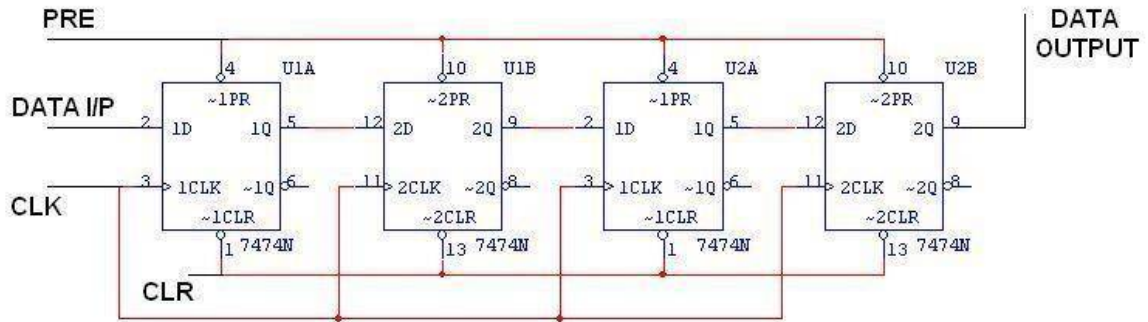 PRE
DATA
OUTPUT
4 U1A 10 U1B 4 U2A 10 U2B
~1PR ~2PR ~1PR ~2PR
DATA I/P
2 1D 1Q 5 12 2D 2Q 9 2 1D 1Q 5 12 2D 2Q 9
3 1CLK ~1Q 6 11 2CLK ~2Q 8 3 1CLK ~1Q 6 11 2CLK ~2Q 8
CLK
~1CLR ~2CLR ~1CLR ~2CLR
1 7474N 13 7474N 1 7474N 13 7474N
CLR